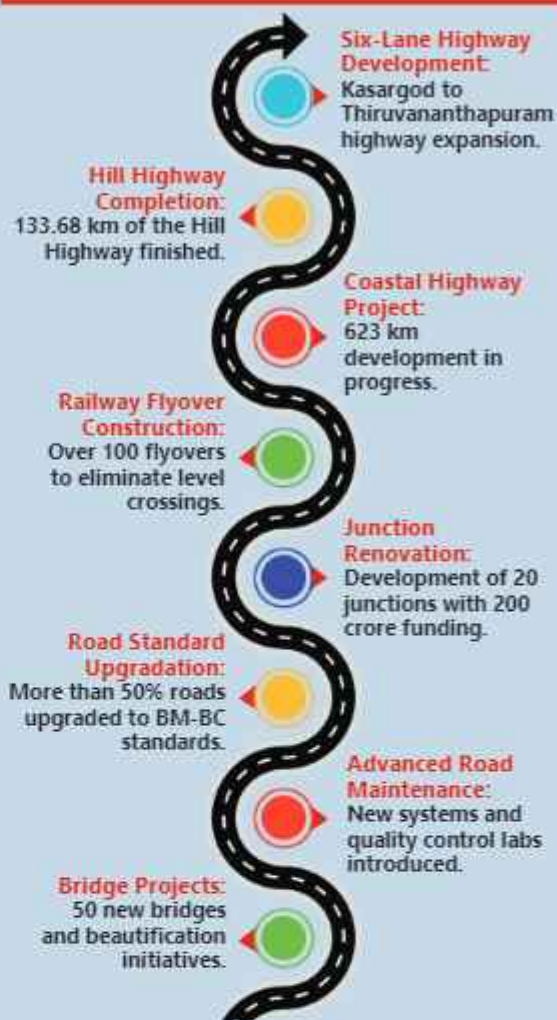 Six-Lane Highway
Development:
Kasargod to
Thiruvananthapuram
highway expansion.
Hill Highway
Completion:
133.68 km of the Hill
Highway finished.
Coastal Highway
Project:
623 km
development in
progress.
Railway Flyover
Construction:
Over 100 flyovers
to eliminate level
crossings.
Junction
Renovation:
Development of 20
junctions with 200
crore funding.
Road Standard
Upgradation:
More than 50% roads
upgraded to BM-BC
standards.
Advanced Road
Maintenance:
New systems and
quality control labs
introduced.
Bridge Projects:
50 new bridges
and beautification
initiatives.